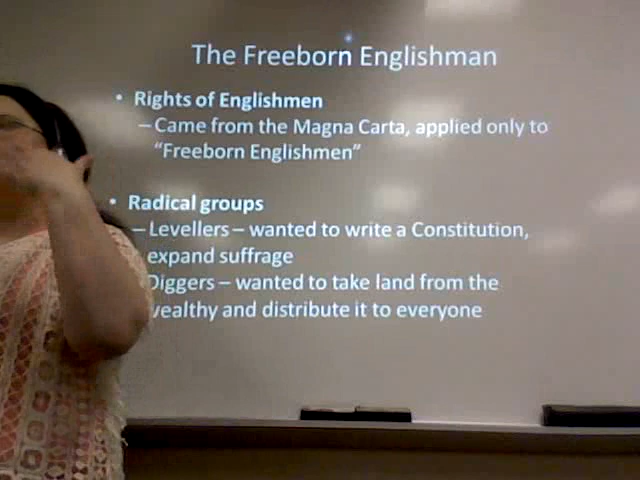 The Freeborn Englishman
• Rights of Englishmen
– Came from the Magna Carta, applied only to
"Freeborn Englishmen"
• Radical groups
– Levellers – wanted to write a Constitution,
expand suffrage
Diggers – wanted to take land from the
wealthy and distribute it to everyone